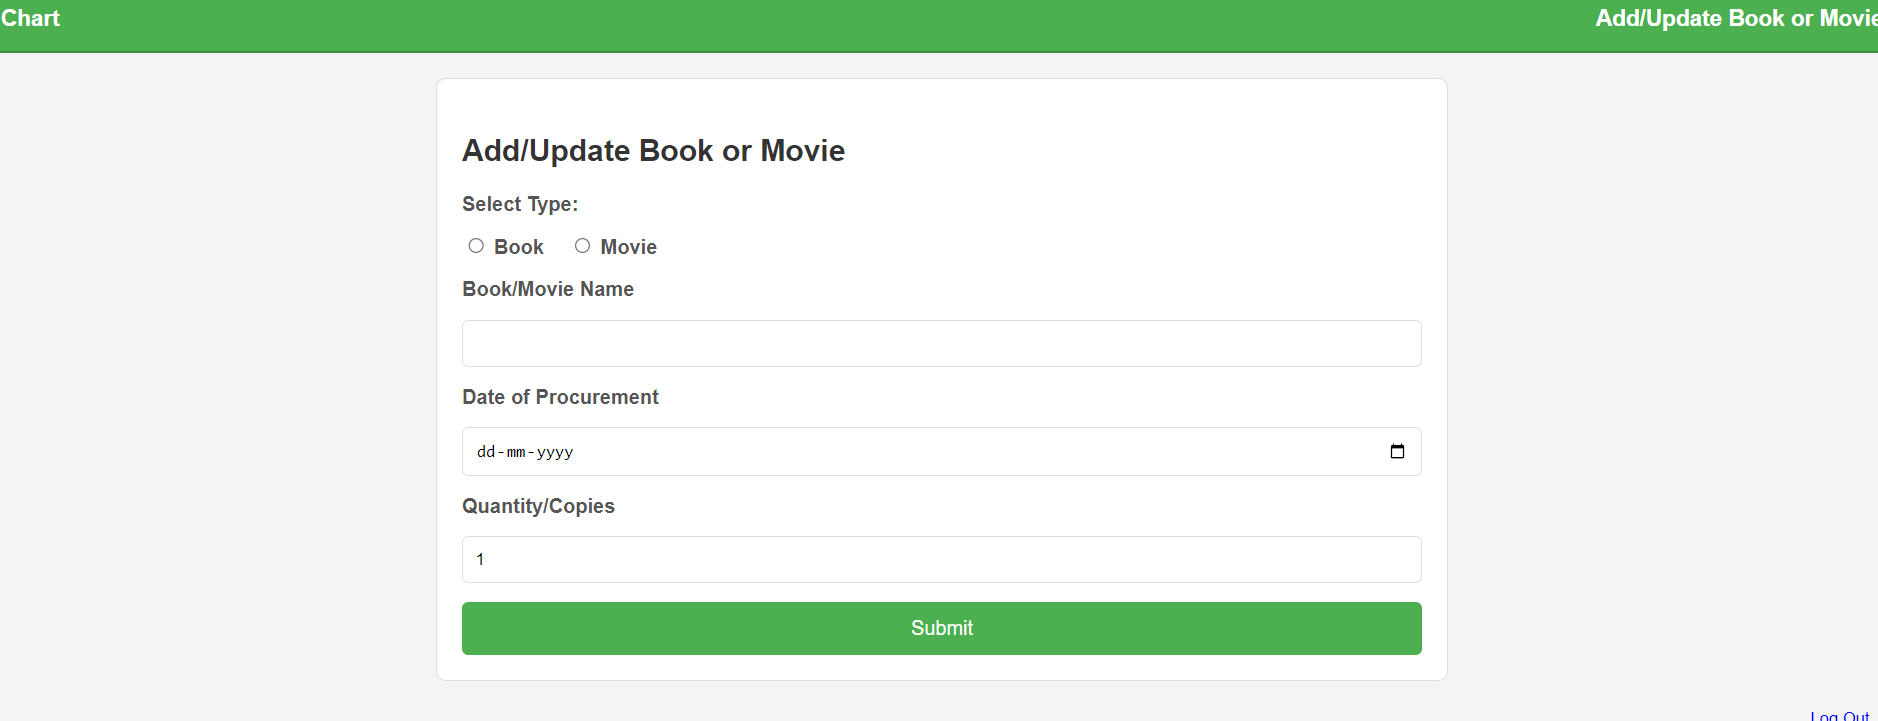 Chart
Add/Update Book or Movie
Add/Update Book or Movie
Select Type:
Book Movie
Book/Movie Name
Date of Procurement
dd-mm-yyyy
Quantity/Copies
1
Submit
Log Out